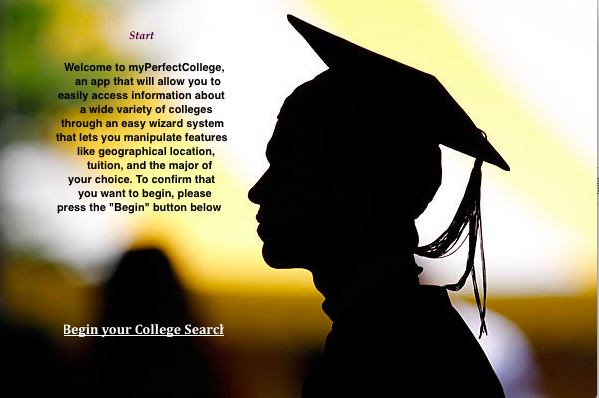 Start
Welcome to myPerfectCollege,
an app that will allow you to
easily access information about
a wide variety of colleges
through an easy wizard system
that lets you manipulate features
like geographical location,
tuition, and the major of
your choice. To confirm that
you want to begin, please
press the "Begin" button below
Begin your College Search